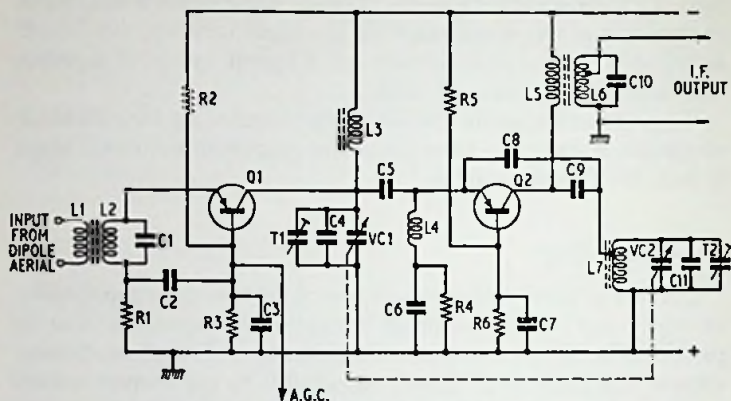 −
R2
R5
L3
L5
L6
C10
I.F.
OUTPUT
C8
C5
C9
Q1
Q2
INPUT
FROM
DIPOLE
AERIAL
L1
L2
C1
T1
C4
VC1
L4
L7
VC2
C11
T2
C2
R1
R3
C3
C6
R4
R6
C7
+
A.G.C.